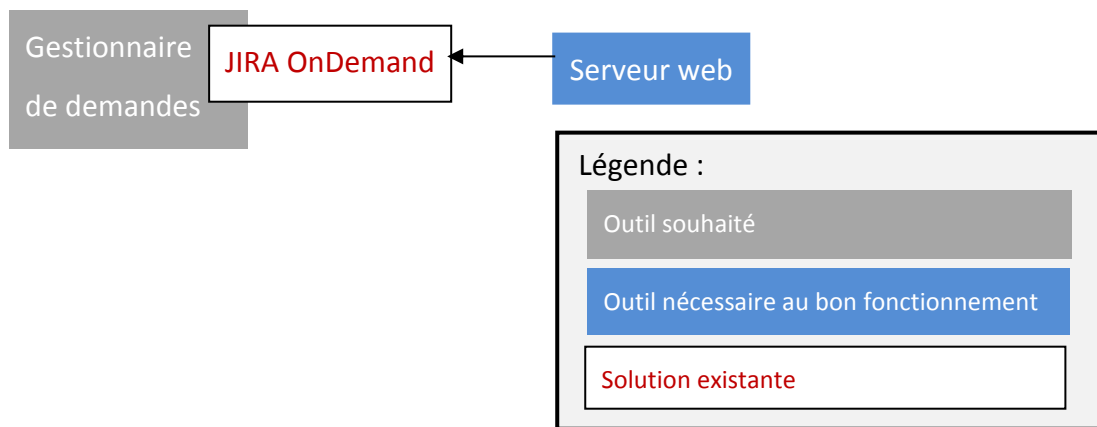 Gestionnaire
de demandes
JIRA OnDemand
Serveur web
Légende :
Outil souhaité
Outil nécessaire au bon fonctionnement
Solution existante